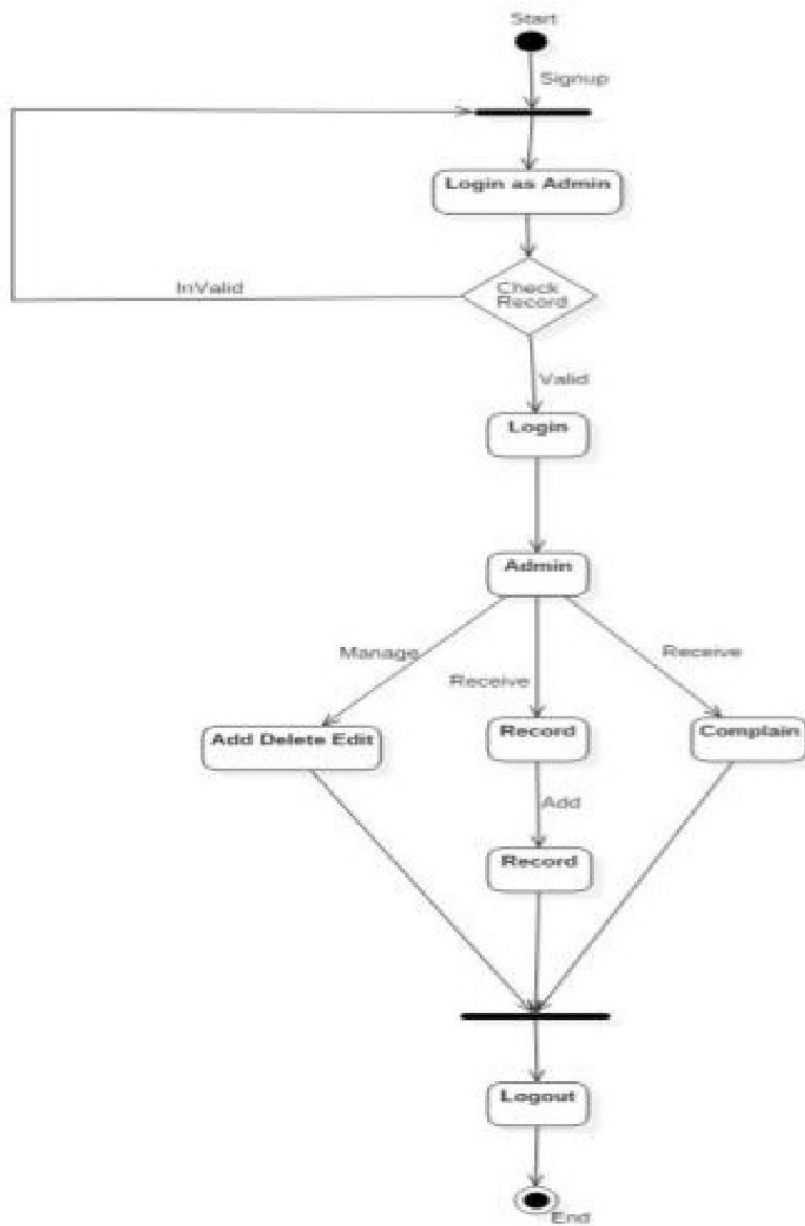 Start
Signup
Login as Admin
Check
Record
InValid
Valid
Login
Admin
Manage
Receive
Receive
Add Delete Edit
Record
Complain
Add
Record
Logout
End